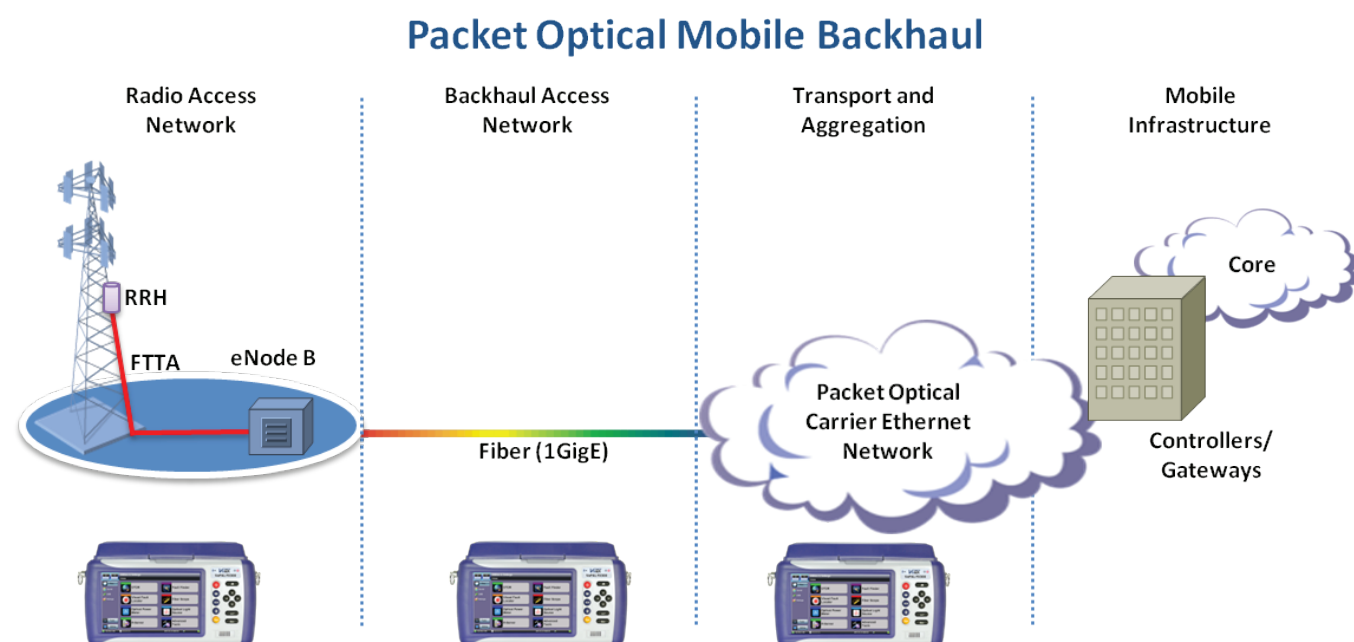 Packet Optical Mobile Backhaul
Radio Access
Network
Backhaul Access
Network
Transport and
Aggregation
Mobile
Infrastructure
RRH
FTTA
eNode B
Fiber (1GigE)
Packet Optical
Carrier Ethernet
Network
Core
Controllers/
Gateways